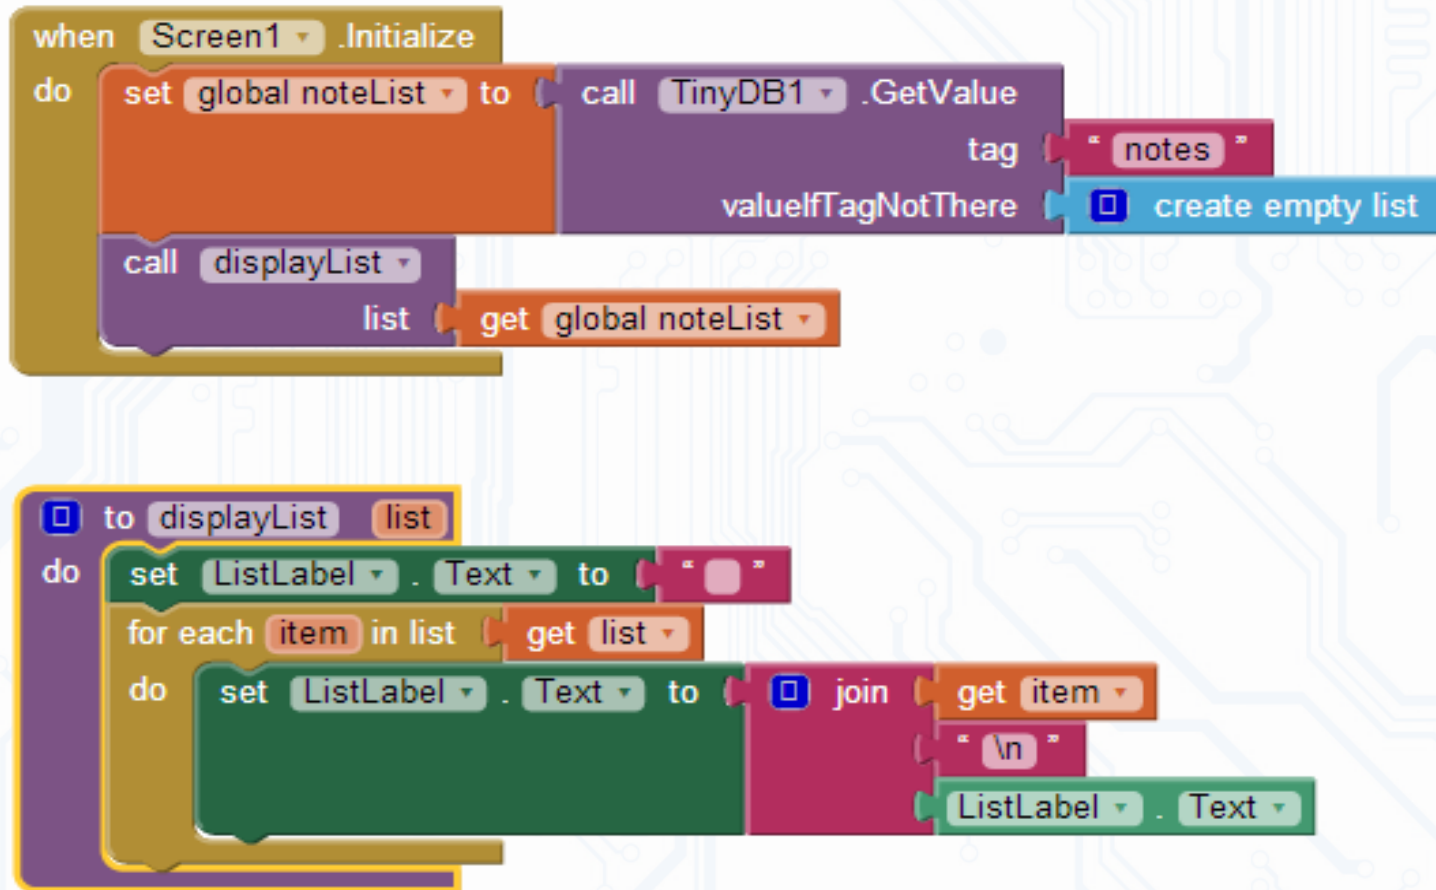 when Screen1 .Initialize
do set global noteList to call TinyDB1 .GetValue
tag " notes "
valueIfTagNotThere create empty list
call displayList
list get global noteList
to displayList list
do set ListLabel . Text to " "
for each item in list get list
do set ListLabel . Text to join get item
" \n "
ListLabel . Text